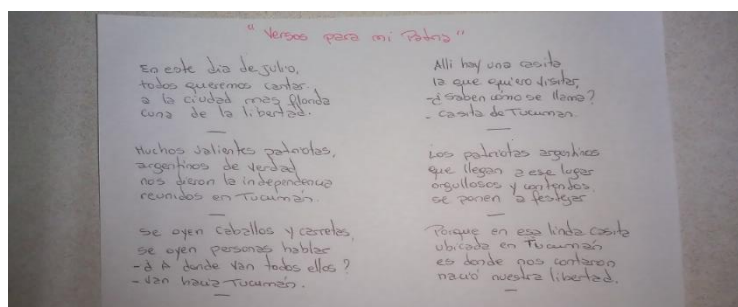 "Versos para mi Patria"
En este día de julio,
todos queremos cantar
a la ciudad mas florida
cuna de la libertad.
Muchos valientes patriotas,
argentinos de verdad
nos dieron la independencia
reunidos en Tucumán.
Se oyen caballos y carretas,
se oyen personas hablar
-¿ A donde van todos ellos?
- Van hacia Tucumán.
Alli hay una casita
la que quiero visitar,
-¿ Saben como se llama?
- Casita de Tucumán.
Los patriotas argentinos
que llegan a ese lugar
orgullosos y contentos,
se ponen a festejar
Porque en esa linda casita
ubicada en Tucumán
es donde nos contaron
nació nuestra libertad.